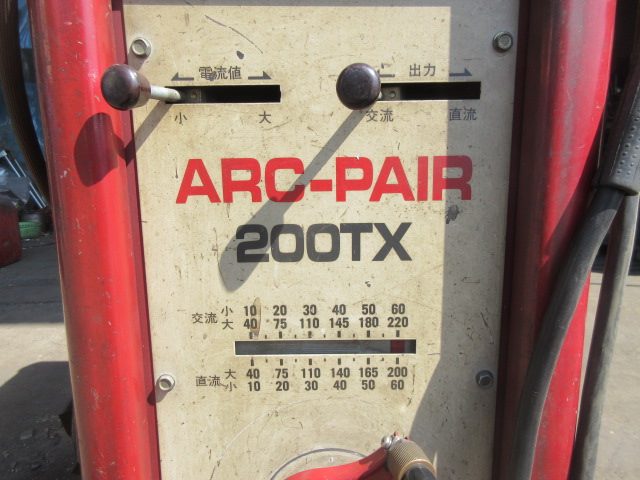 電流値 出力
小 大 交流 直流
ARC-PAIR
200TX
交流 小 10 20 30 40 50 60
大 40 75 110 145 180 220
直流 大 40 75 110 140 165 200
小 10 20 30 40 50 60